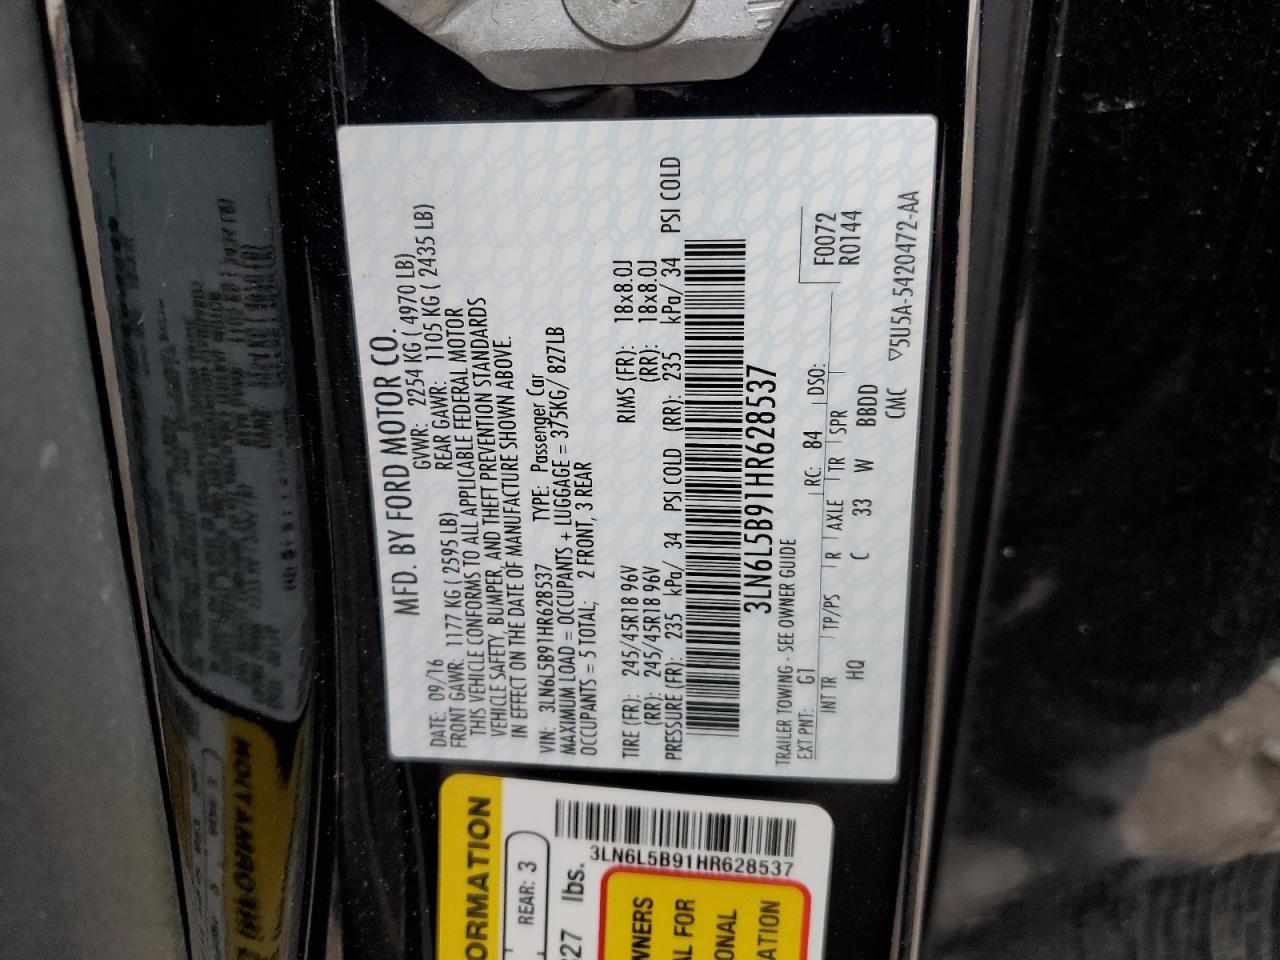 MFD. BY FORD MOTOR CO.
DATE: 09/16 GVWR: 2254 KG ( 4970 LB)
FRONT GAWR: 1177 KG ( 2595 LB) REAR GAWR: 1105 KG ( 2435 LB)
THIS VEHICLE CONFORMS TO ALL APPLICABLE FEDERAL MOTOR
VEHICLE SAFETY, BUMPER, AND THEFT PREVENTION STANDARDS
IN EFFECT ON THE DATE OF MANUFACTURE SHOWN ABOVE.
VIN: 3LN6L5B91HR628537 TYPE: Passenger Car
MAXIMUM LOAD = OCCUPANTS + LUGGAGE = 375KG/ 827LB
OCCUPANTS = 5 TOTAL; 2 FRONT, 3 REAR
TIRE (FR): 245/45R18 96V RIMS (FR): 18x8.0J
(RR): 245/45R18 96V (RR): 18x8.0J
PRESSURE (FR): 235 kPa/ 34 PSI COLD (RR): 235 kPa/ 34 PSI COLD
3LN6L5B91HR628537
TRAILER TOWING - SEE OWNER GUIDE
EXT PNT: G1 RC: 84 DSO: F0072
INT TR TP/PS R AXLE TR SPR R0144
HQ C 33 W BBDD
CMC ▽5U5A-5420472-AA
ORMATION
REAR: 3
27 lbs.
3LN6L5B91HR628537
WNERS
AL FOR
ONAL
ATION